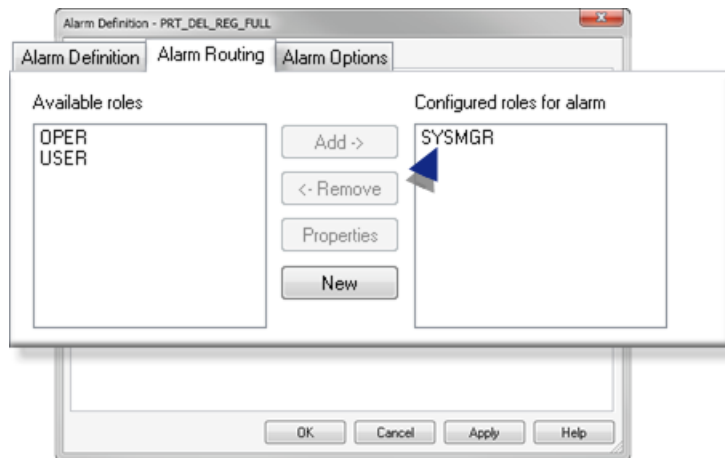 Alarm Definition - PRT_DEL_REG_FULL
Alarm Definition Alarm Routing Alarm Options
Available roles
OPER
USER
Add ->
<- Remove
Properties
New
Configured roles for alarm
SYSMGR
OK Cancel Apply Help